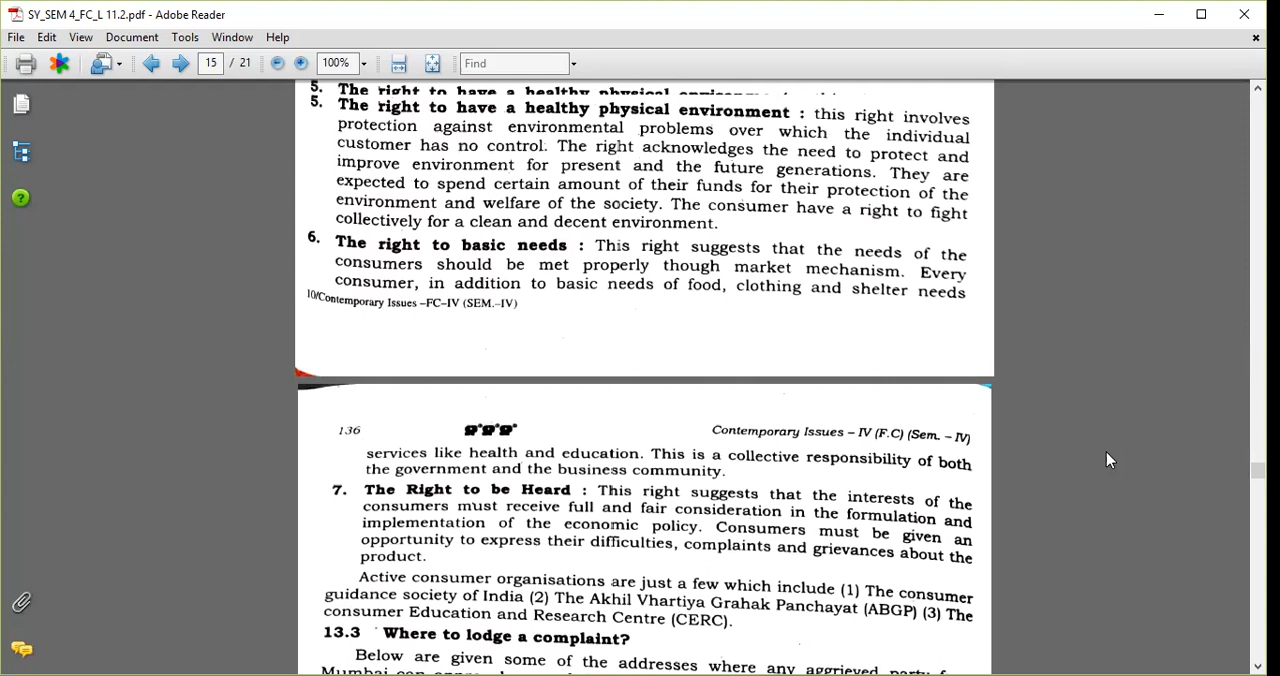 SY_SEM 4_FC_L 11.2.pdf - Adobe Reader
File Edit View Document Tools Window Help
15 / 21 100% Find
5. The right to have a healthy physical
5. The right to have a healthy physical environment : this right involves
protection against environmental problems over which the individual
customer has no control. The right acknowledges the need to protect and
improve environment for present and the future generations. They are
expected to spend certain amount of their funds for their protection of the
environment and welfare of the society. The consumer have a right to fight
collectively for a clean and decent environment.
6. The right to basic needs : This right suggests that the needs of the
consumers should be met properly though market mechanism. Every
consumer, in addition to basic needs of food, clothing and shelter needs
10/Contemporary Issues –FC–IV (SEM.–IV)
136 Contemporary Issues – IV (F.C) (Sem. – IV)
services like health and education. This is a collective responsibility of both
the government and the business community.
7. The Right to be Heard : This right suggests that the interests of the
consumers must receive full and fair consideration in the formulation and
implementation of the economic policy. Consumers must be given an
opportunity to express their difficulties, complaints and grievances about the
product.
Active consumer organisations are just a few which include (1) The consumer
guidance society of India (2) The Akhil Vhartiya Grahak Panchayat (ABGP) (3) The
consumer Education and Research Centre (CERC).
13.3 Where to lodge a complaint?
Below are given some of the addresses where any aggrieved party
Mumbai can